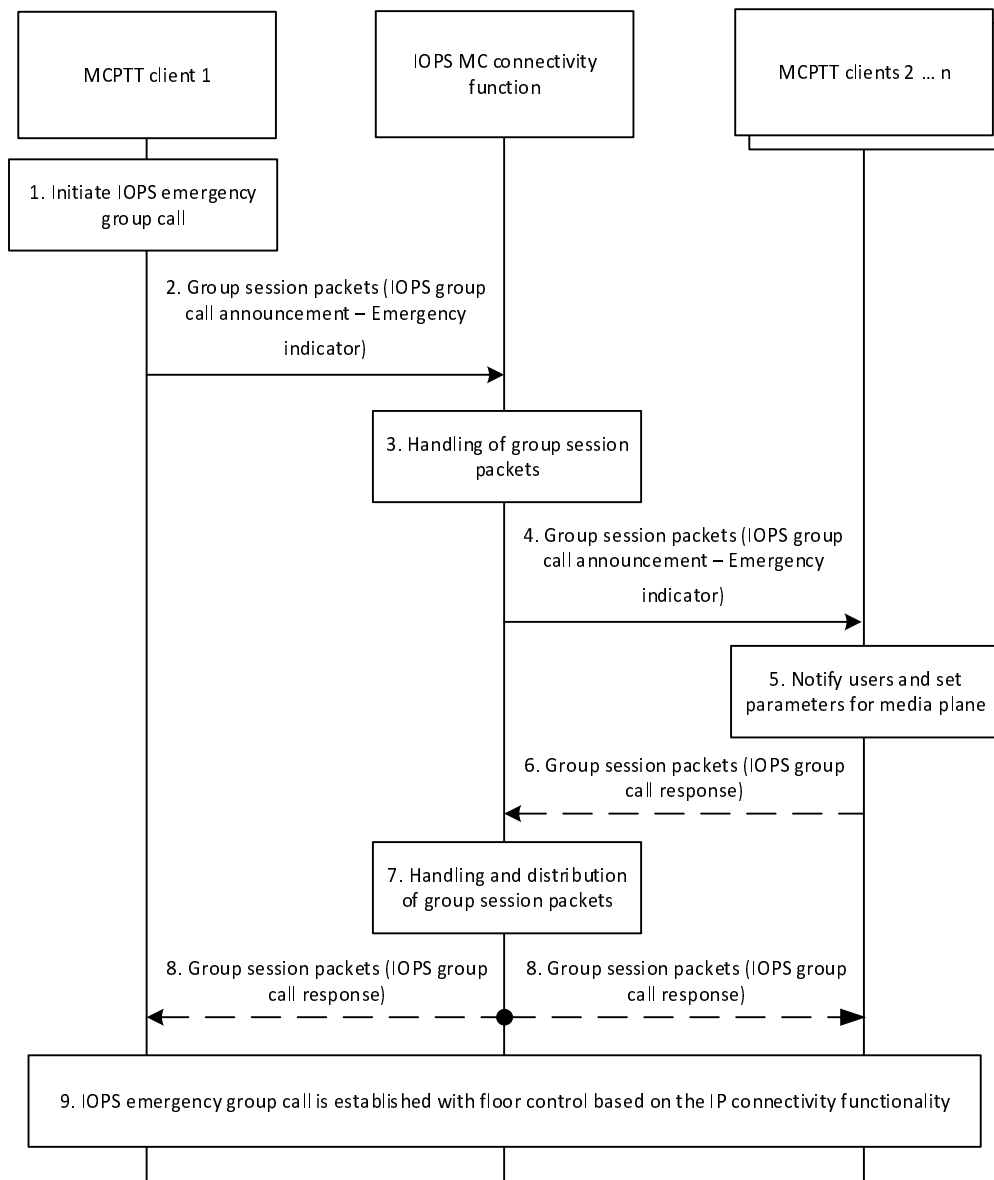 MCPTT client 1
IOPS MC connectivity
function
MCPTT clients 2 ... n
1. Initiate IOPS emergency
group call
2. Group session packets (IOPS group
call announcement – Emergency
indicator)
3. Handling of group session
packets
4. Group session packets (IOPS group
call announcement – Emergency
indicator)
5. Notify users and set
parameters for media plane
6. Group session packets (IOPS group
call response)
7. Handling and distribution
of group session packets
8. Group session packets (IOPS group
call response)
8. Group session packets (IOPS group
call response)
9. IOPS emergency group call is established with floor control based on the IP connectivity functionality